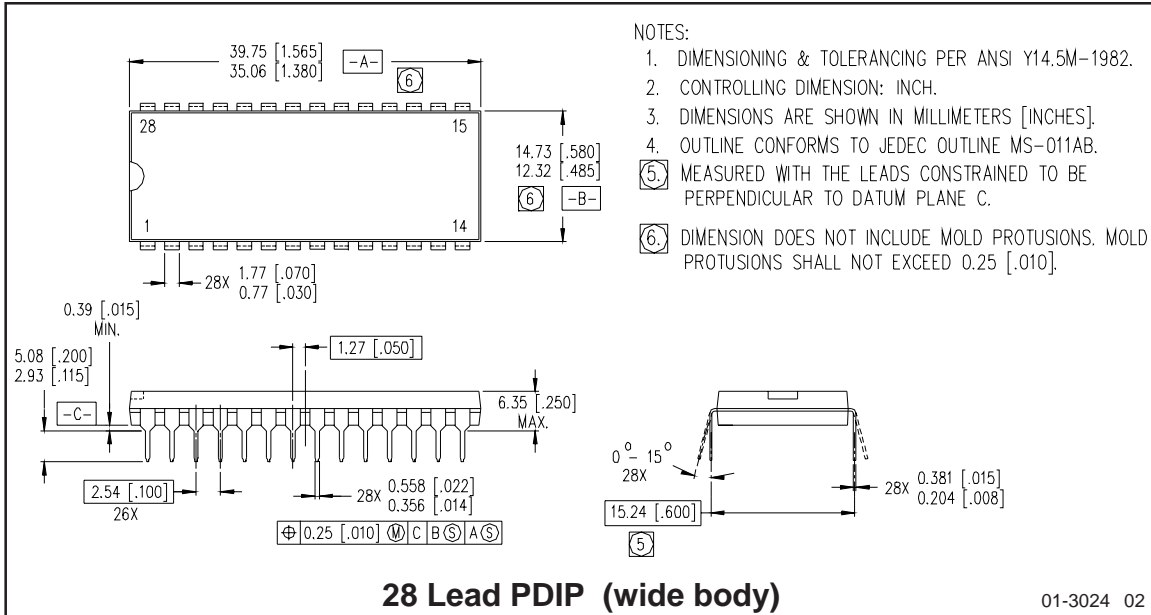 39.75 [1.565]
35.06 [1.380]
-A-
6
28
15
1
14
14.73 [.580]
12.32 [.485]
6
-B-
28X
1.77 [.070]
0.77 [.030]
NOTES:
1. DIMENSIONING & TOLERANCING PER ANSI Y14.5M-1982.
2. CONTROLLING DIMENSION: INCH.
3. DIMENSIONS ARE SHOWN IN MILLIMETERS [INCHES].
4. OUTLINE CONFORMS TO JEDEC OUTLINE MS-011AB.
5. MEASURED WITH THE LEADS CONSTRAINED TO BE
PERPENDICULAR TO DATUM PLANE C.
6. DIMENSION DOES NOT INCLUDE MOLD PROTUSIONS. MOLD
PROTUSIONS SHALL NOT EXCEED 0.25 [.010].
0.39 [.015]
MIN.
5.08 [.200]
2.93 [.115]
-C-
1.27 [.050]
6.35 [.250]
MAX.
2.54 [.100]
26X
28X
0.558 [.022]
0.356 [.014]
⌖ 0.25 [.010] Ⓜ C B Ⓢ A Ⓢ
0° - 15°
28X
15.24 [.600]
5
28X
0.381 [.015]
0.204 [.008]
28 Lead PDIP (wide body)
01-3024 02